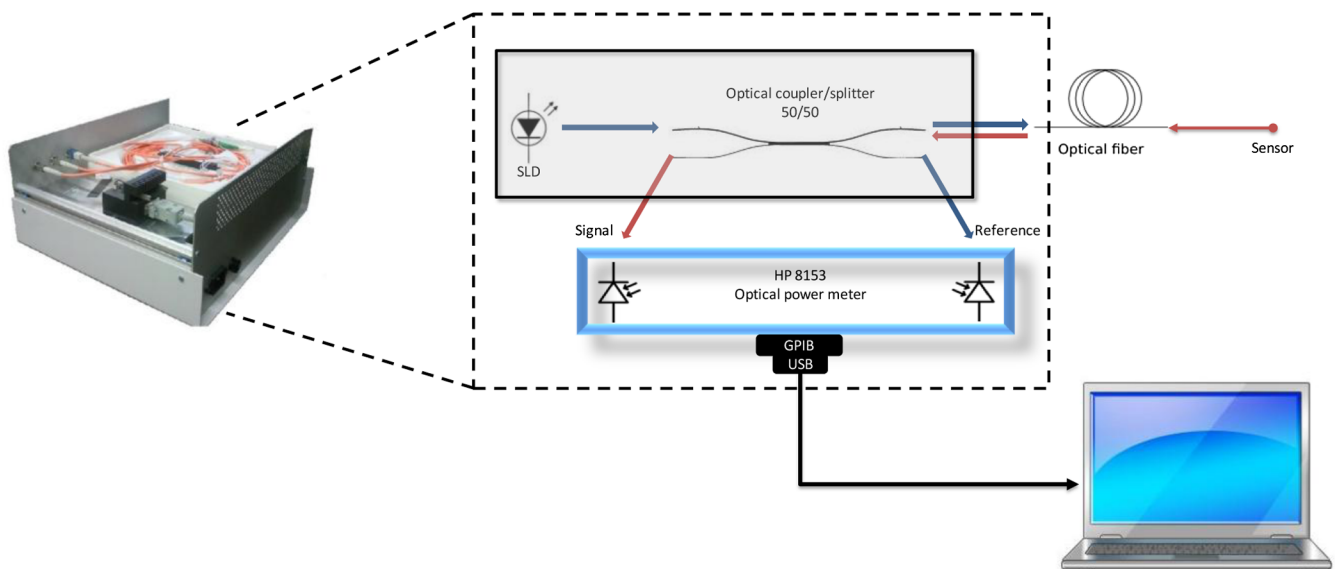 Optical coupler/splitter
50/50
SLD
Optical fiber
Sensor
Signal
Reference
HP 8153
Optical power meter
GPIB
USB